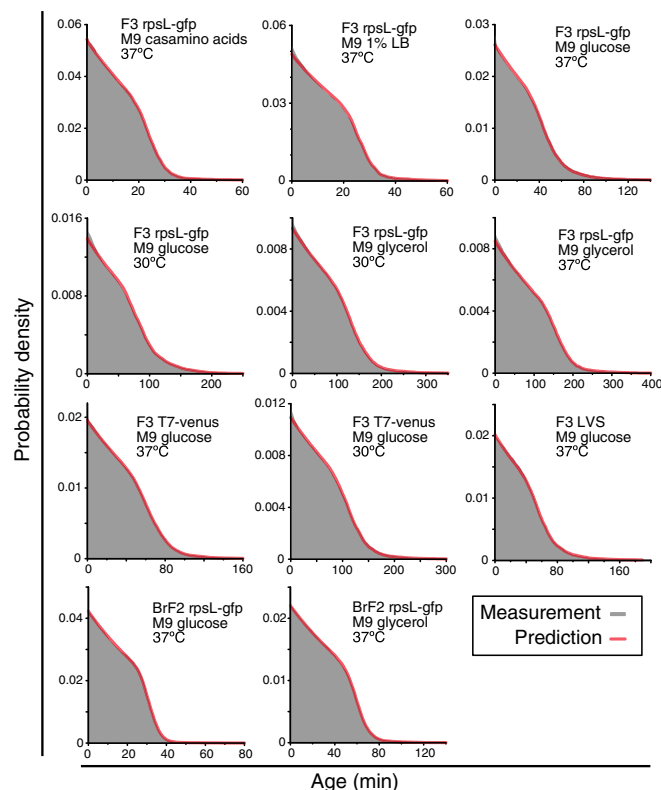 F3 rpsL-gfp
M9 casamino acids
37ºC
0.06
0.04
0.02
0
0
20
40
60
F3 rpsL-gfp
M9 1% LB
37ºC
0.06
0.03
0
0
20
40
60
F3 rpsL-gfp
M9 glucose
37ºC
0.03
0.02
0.01
0
0
40
80
120
F3 rpsL-gfp
M9 glucose
30ºC
0.016
0.008
0
0
100
200
F3 rpsL-gfp
M9 glycerol
30ºC
0.008
0.004
0
0
100
200
300
F3 rpsL-gfp
M9 glycerol
37ºC
0.008
0.004
0
0
100
200
300
400
F3 T7-venus
M9 glucose
37ºC
0.02
0.01
0
0
40
80
120
160
F3 T7-venus
M9 glucose
30ºC
0.012
0.008
0.004
0
0
100
200
300
F3 LVS
M9 glucose
37ºC
0.02
0.01
0
0
40
80
120
160
BrF2 rpsL-gfp
M9 glucose
37ºC
0.04
0.02
0
0
20
40
60
80
BrF2 rpsL-gfp
M9 glycerol
37ºC
0.02
0.01
0
0
40
80
120
Measurement
Prediction
Probability density
Age (min)